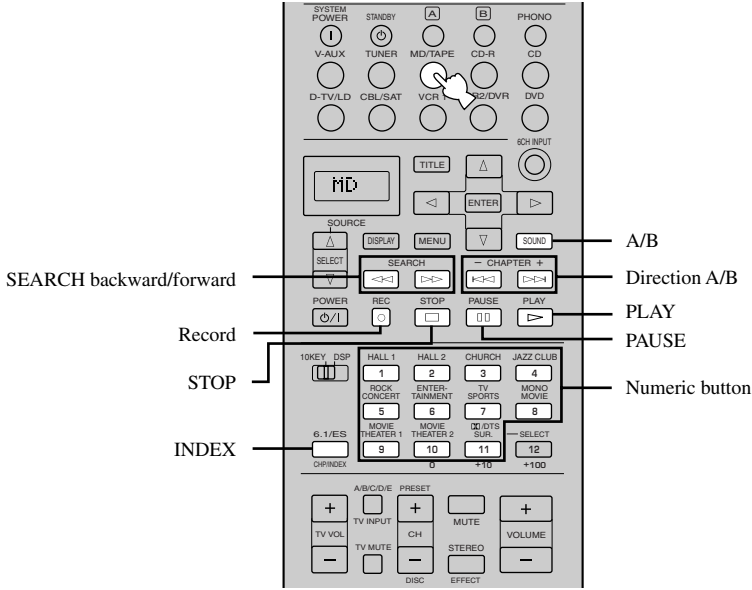 SYSTEM POWER STANDBY A B PHONO
V-AUX TUNER MD/TAPE CD-R CD
D-TV/LD CBL/SAT VCR 1 R2/DVR DVD
6CH INPUT
TITLE
MD
ENTER
SOURCE
DISPLAY MENU SOUND A/B
SELECT
SEARCH − CHAPTER +
SEARCH backward/forward Direction A/B
POWER REC STOP PAUSE PLAY PLAY
Record PAUSE
10KEY DSP HALL 1 HALL 2 CHURCH JAZZ CLUB
STOP 1 2 3 4 Numeric button
ROCK CONCERT ENTER-TAINMENT TV SPORTS MONO MOVIE
5 6 7 8
MOVIE THEATER 1 MOVIE THEATER 2 /DTS SUR. SELECT
INDEX 6.1/ES 9 10 11 12
CHP/INDEX 0 +10 +100
A/B/C/D/E PRESET
+ TV INPUT + MUTE +
TV VOL CH VOLUME
TV MUTE STEREO
− − −
DISC EFFECT